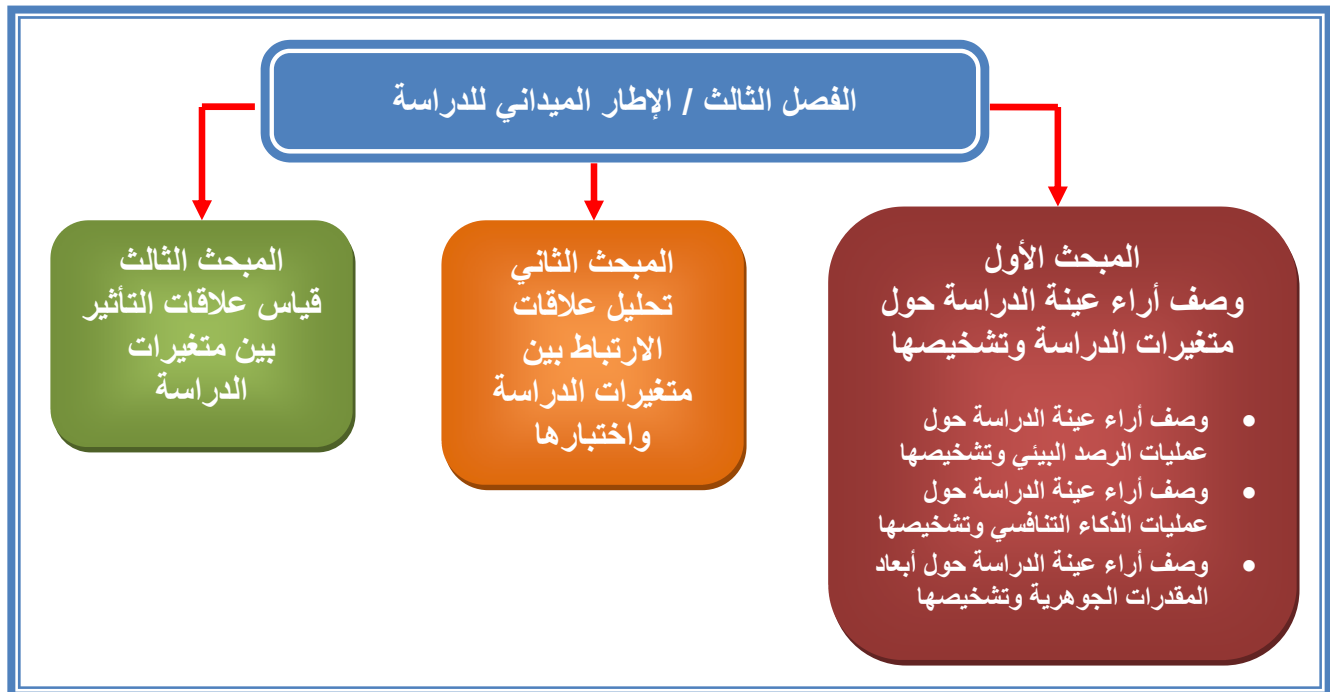 الفصل الثالث / الإطار الميداني للدراسة
المبحث الأول
وصف أراء عينة الدراسة حول
متغيرات الدراسة وتشخيصها
• وصف أراء عينة الدراسة حول
عمليات الرصد البيئي وتشخيصها
• وصف أراء عينة الدراسة حول
عمليات الذكاء التنافسي وتشخيصها
• وصف أراء عينة الدراسة حول أبعاد
المقدرات الجوهرية وتشخيصها
المبحث الثاني
تحليل علاقات
الارتباط بين
متغيرات الدراسة
واختبارها
المبحث الثالث
قياس علاقات التأثير
بين متغيرات
الدراسة